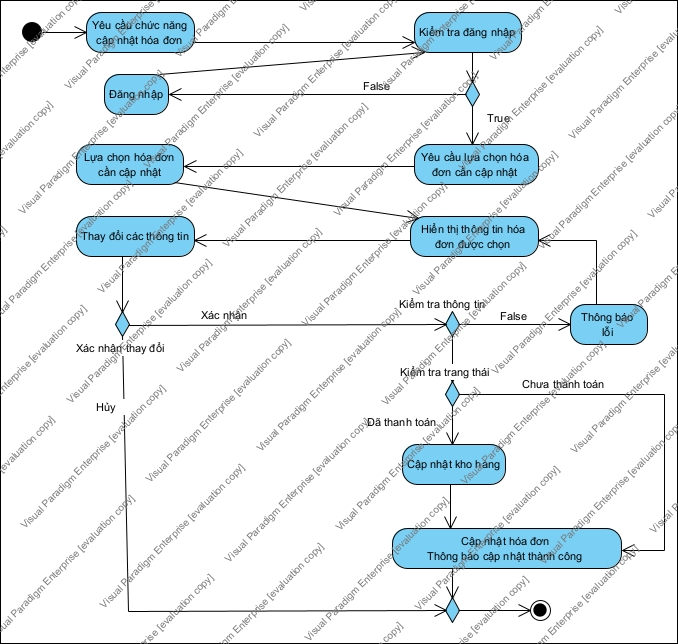 Yêu cầu chức năng
cập nhật hóa đơn
Kiểm tra đăng nhập
Đăng nhập
False
True
Lựa chọn hóa đơn
cần cập nhật
Yêu cầu lựa chọn hóa
đơn cần cập nhật
Thay đổi các thông tin
Hiển thị thông tin hóa
đơn được chọn
Kiểm tra thông tin
Xác nhận
False
Thông báo
lỗi
Xác nhận thay đổi
Kiểm tra trạng thái
Chưa thanh toán
Hủy
Đã thanh toán
Cập nhật kho hàng
Cập nhật hóa đơn
Thông báo cập nhật thành công
Visual Paradigm Enterprise [evaluation copy]